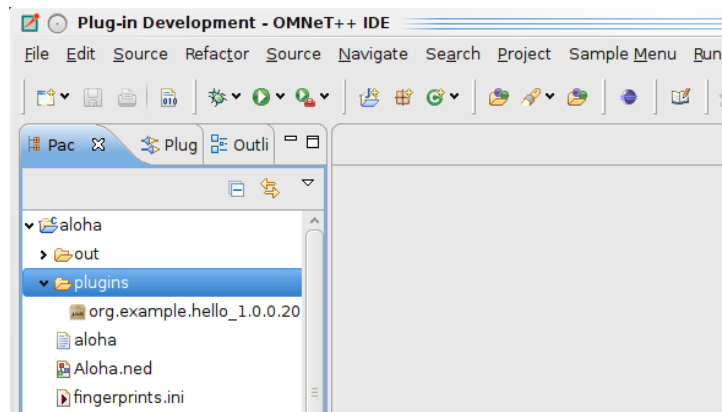 Plug-in Development - OMNeT++ IDE
File Edit Source Refactor Source Navigate Search Project Sample Menu Run
Pac Plug Outli
aloha
out
plugins
org.example.hello_1.0.0.20
aloha
Aloha.ned
fingerprints.ini